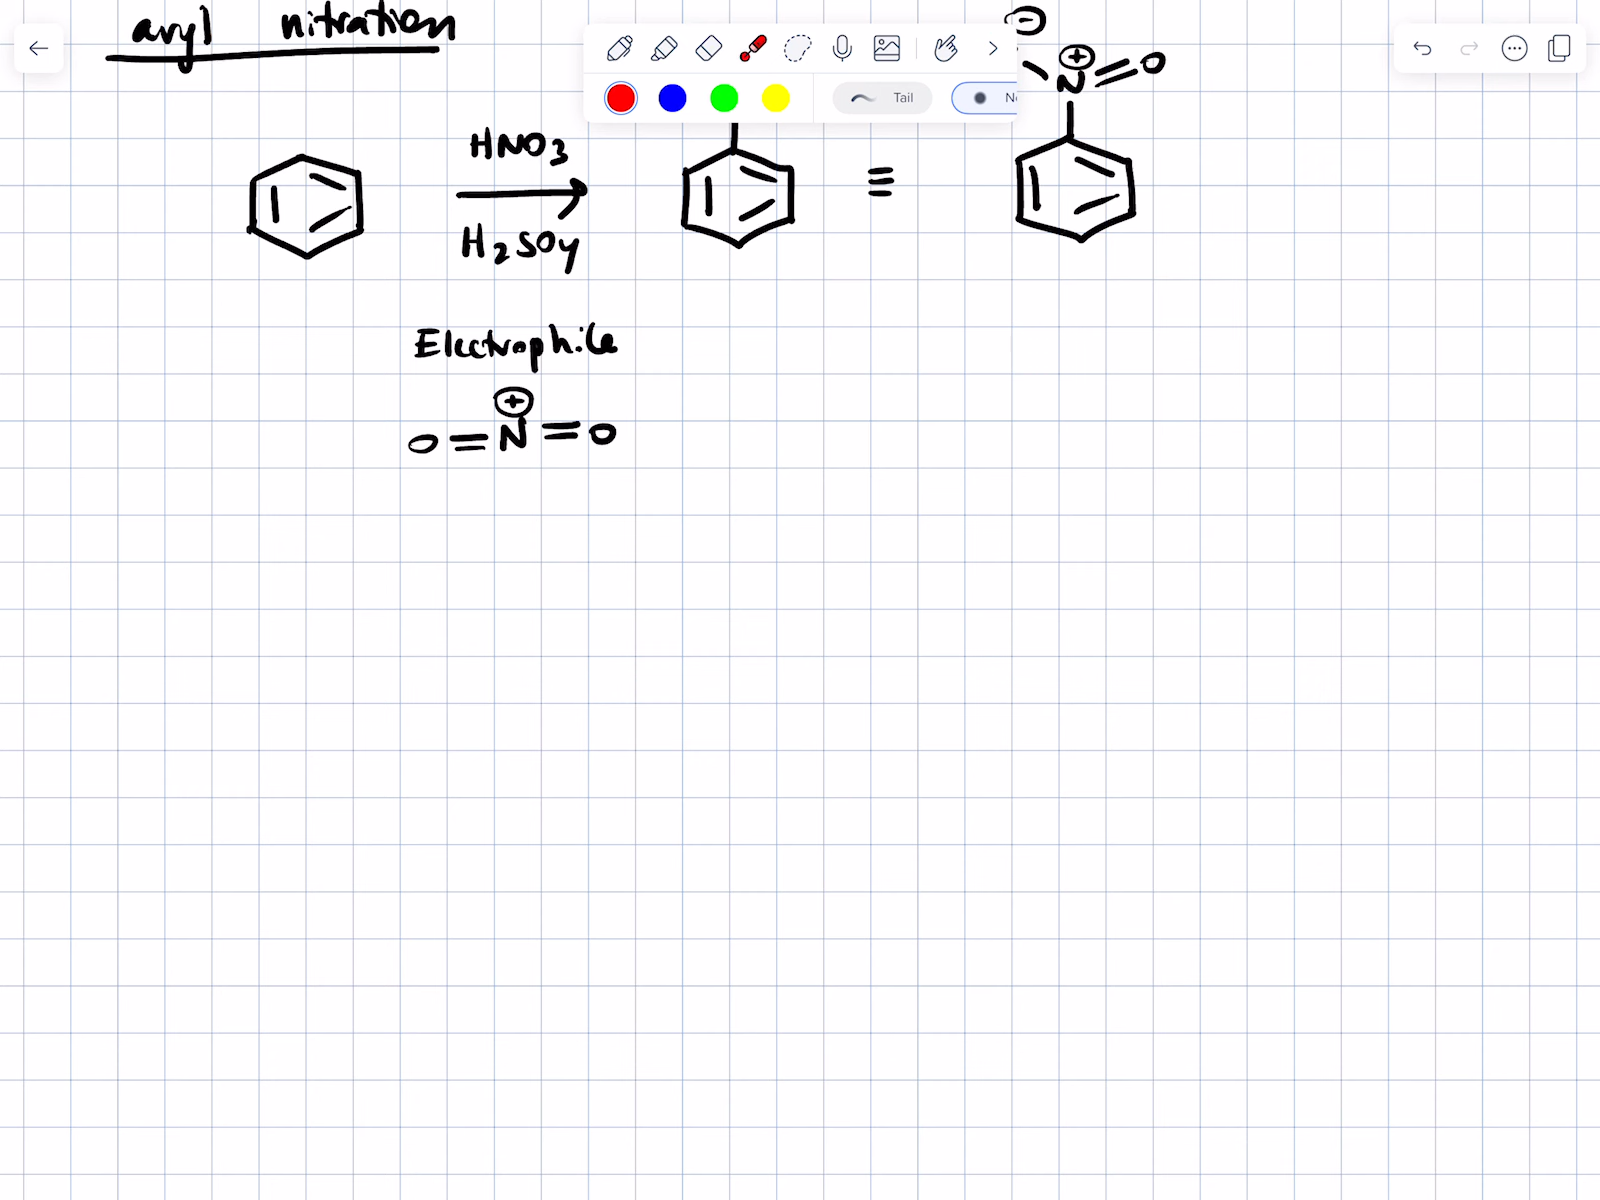 aryl nitration
Tail
⊖
⊕
N=O
HNO3
≡
H2SO4
Electrophile
⊕
O=N=O